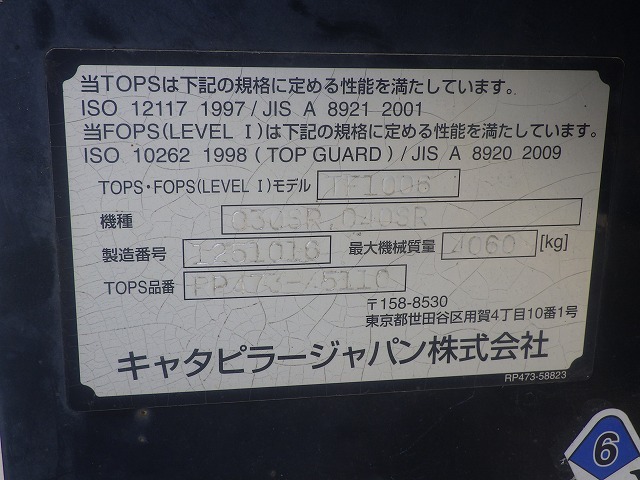 当TOPSは下記の規格に定める性能を満たしています。
ISO 12117 1997/JIS A 8921 2001
当FOPS(LEVEL I)は下記の規格に定める性能を満たしています。
ISO 10262 1998 (TOP GUARD) /JIS A 8920 2009
TOPS・FOPS(LEVEL I)モデル
機種
製造番号 1251016 最大機械質量 4060 [kg]
TOPS品番
〒158-8530
東京都世田谷区用賀4丁目10番1号
キャタピラージャパン株式会社
RP473-58823
6